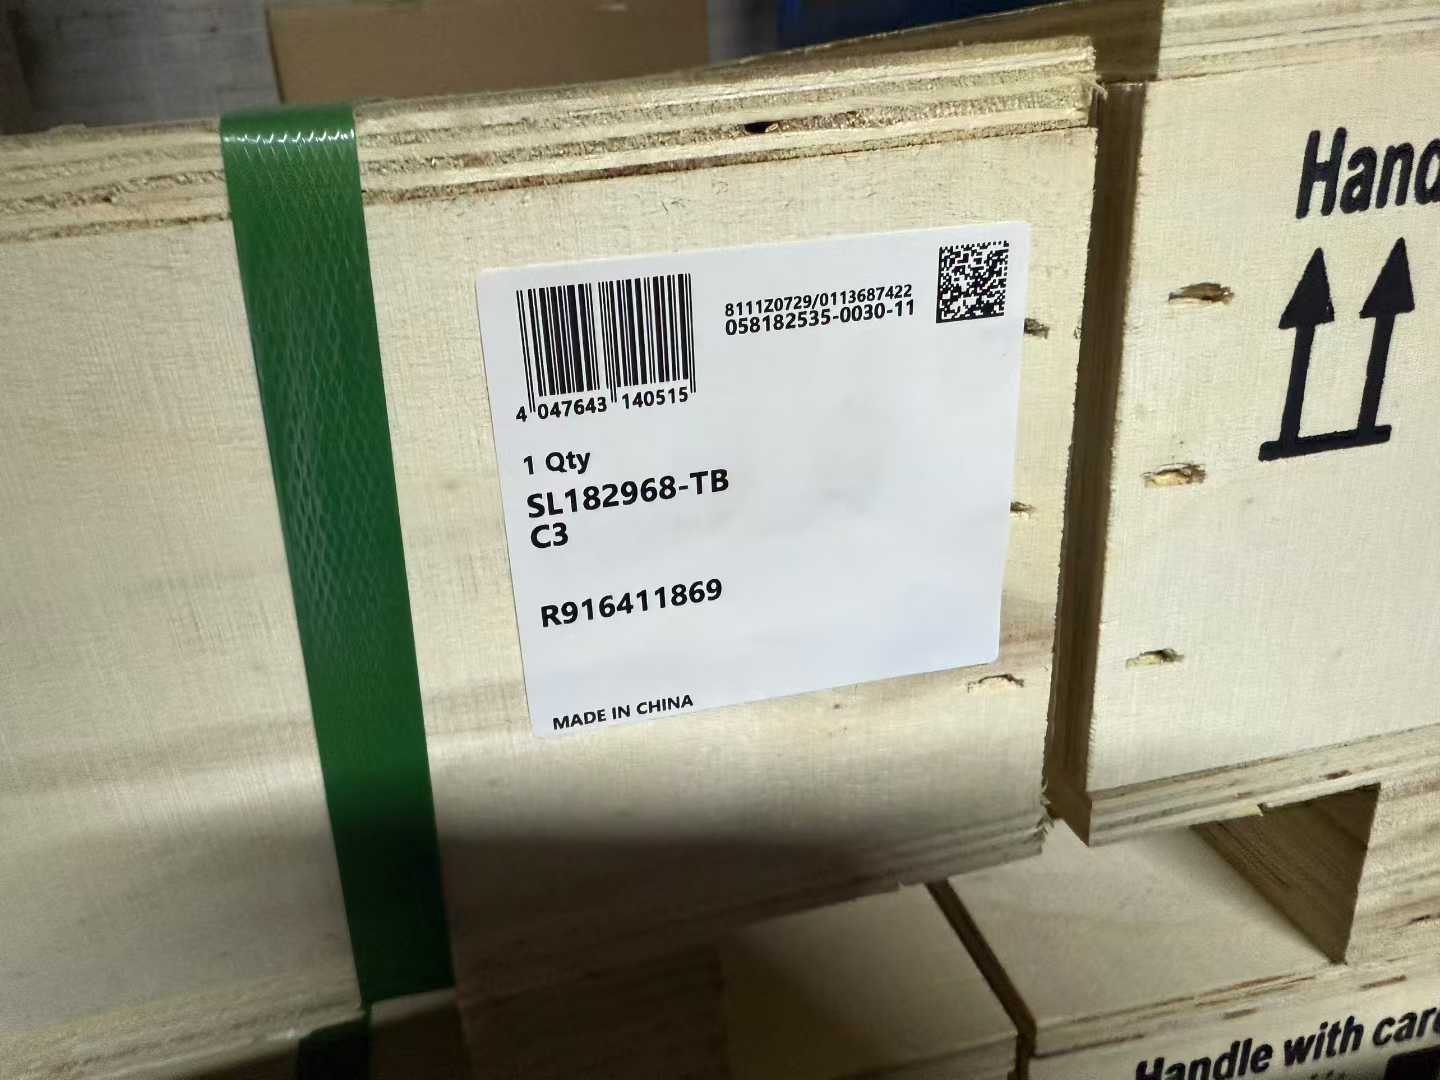 8111Z0729/0113687422
058182535-0030-11
4 047643 140515
1 Qty
SL182968-TB
C3
R916411869
MADE IN CHINA
Hand
Handle with care